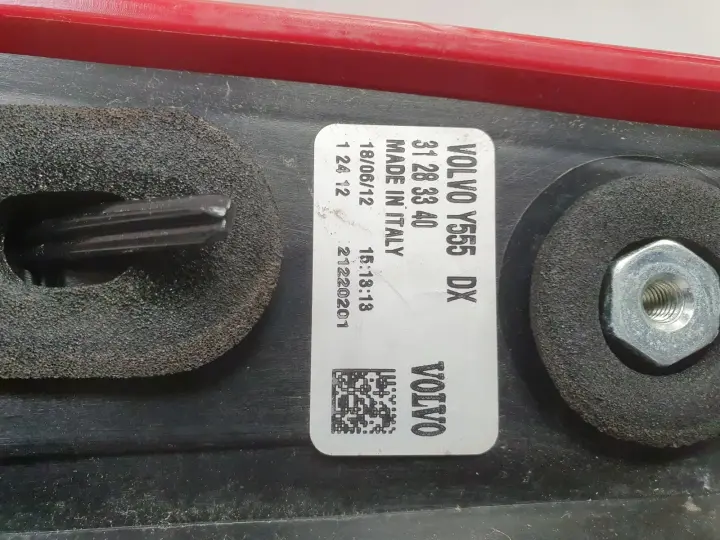 VOLVO Y555 DX
31 28 33 40
MADE IN ITALY
18/06/12 15:13:13
1 24 12 21220201
VOLVO